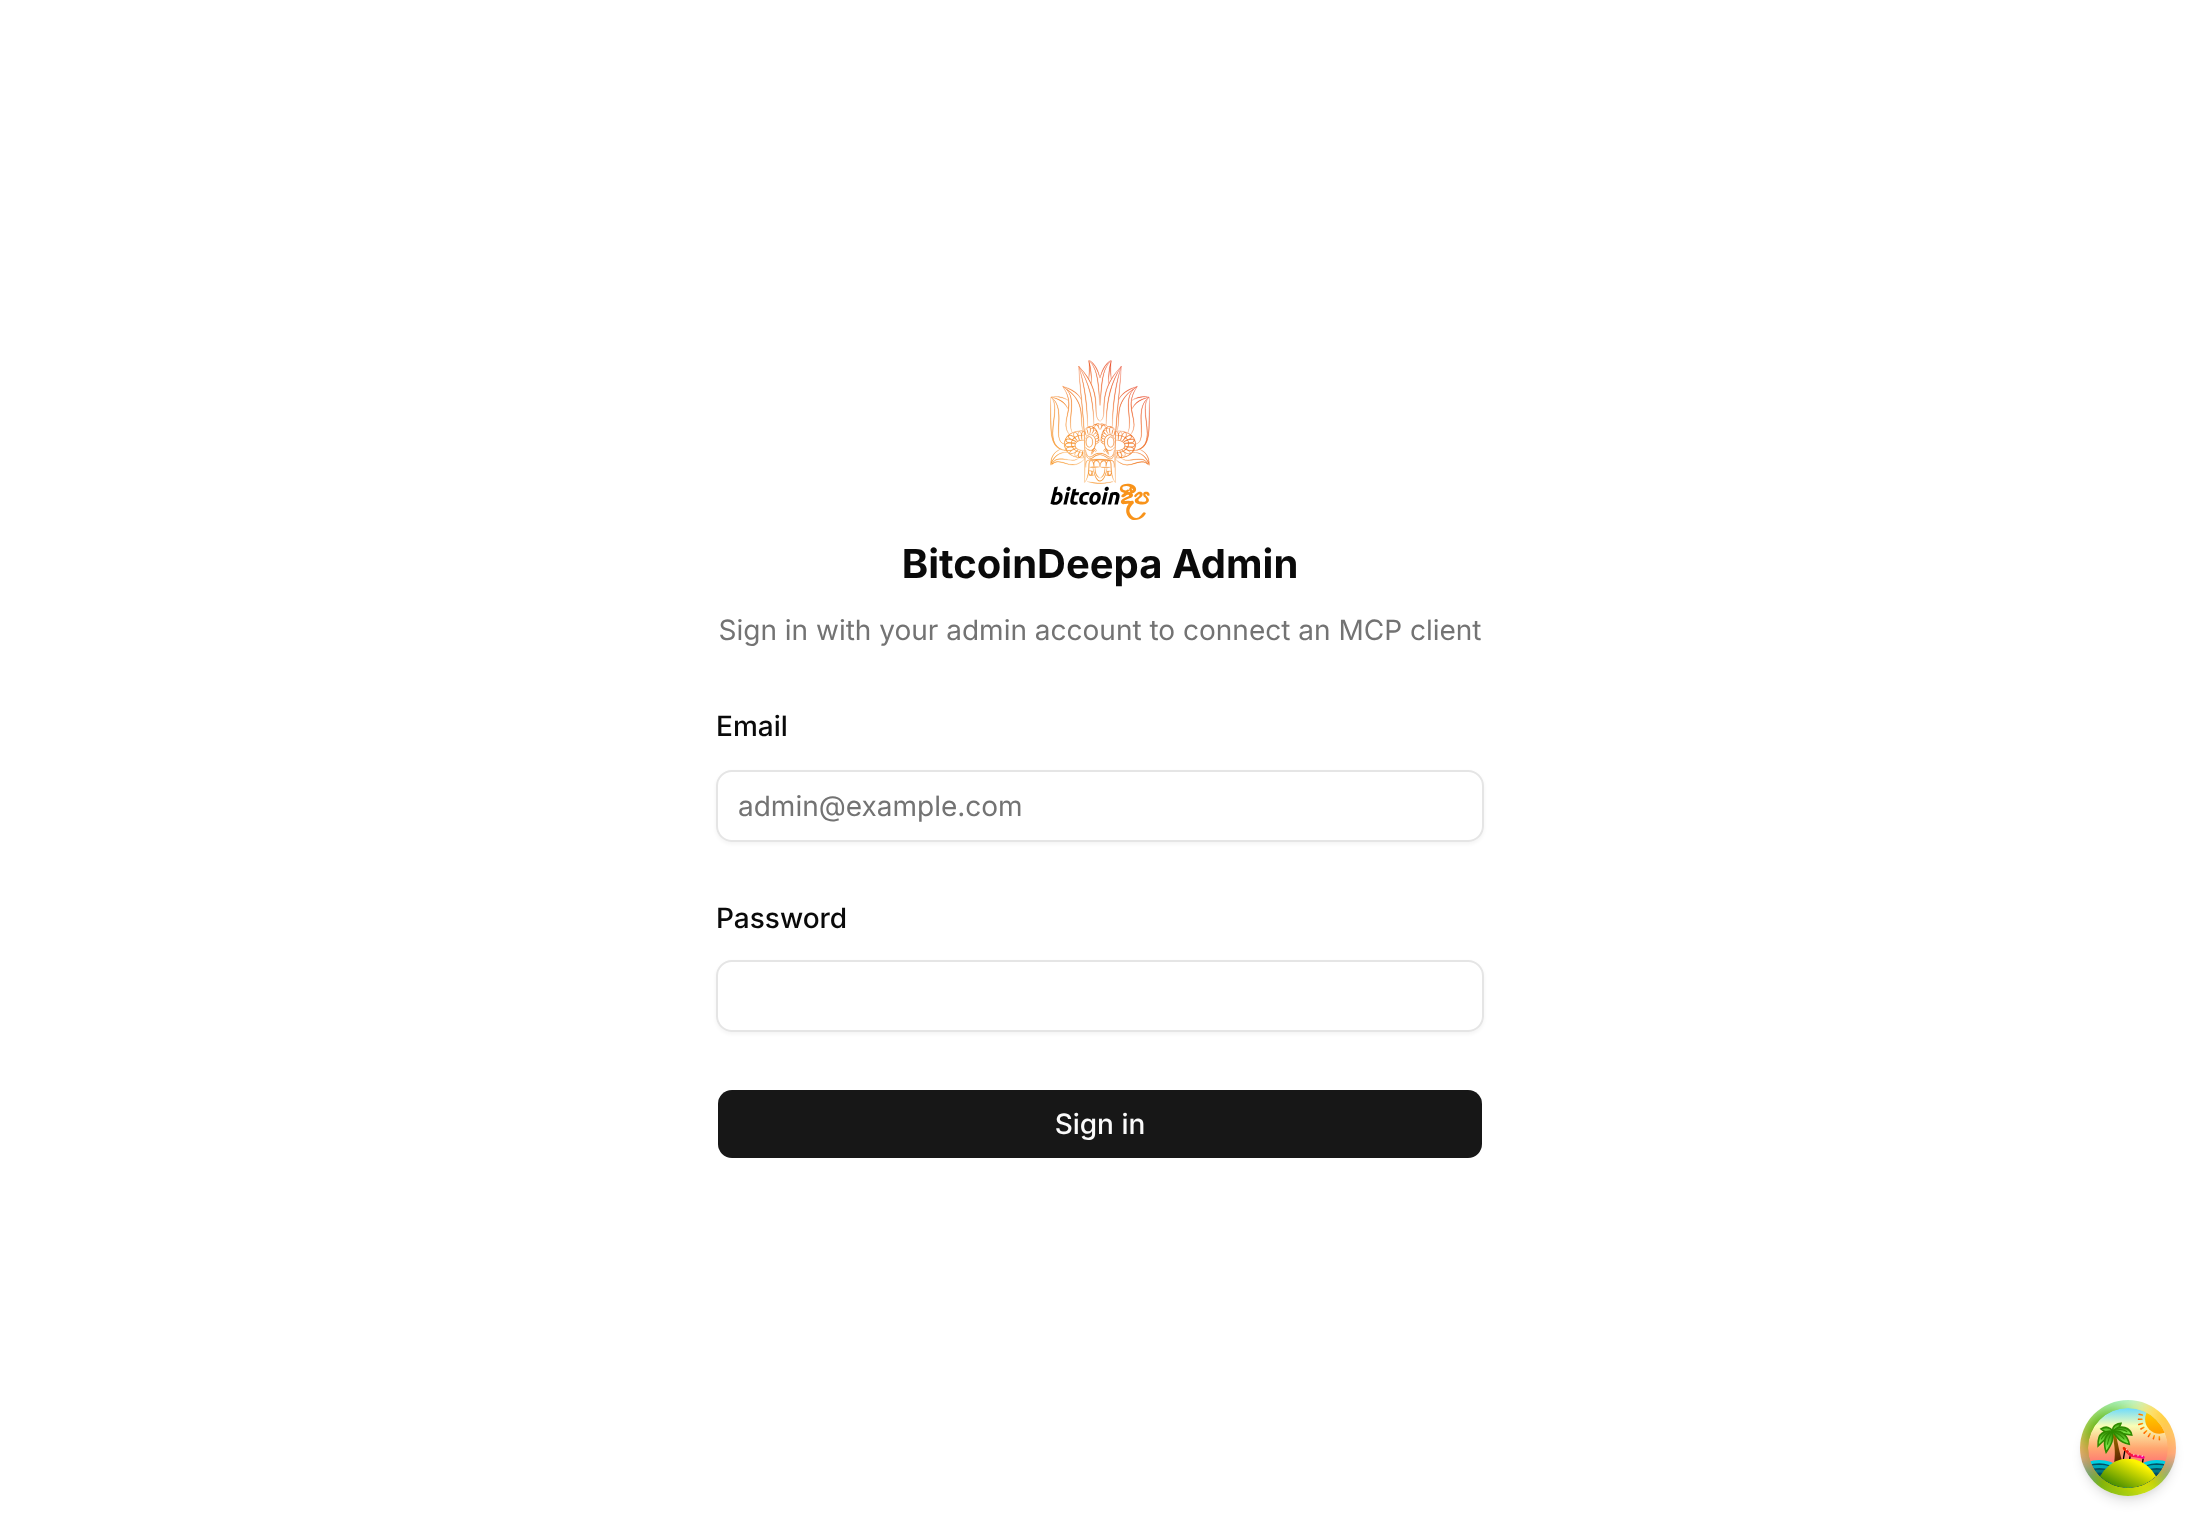 bitcoinදීප
BitcoinDeepa Admin
Sign in with your admin account to connect an MCP client
Email
admin@example.com
Password
Sign in